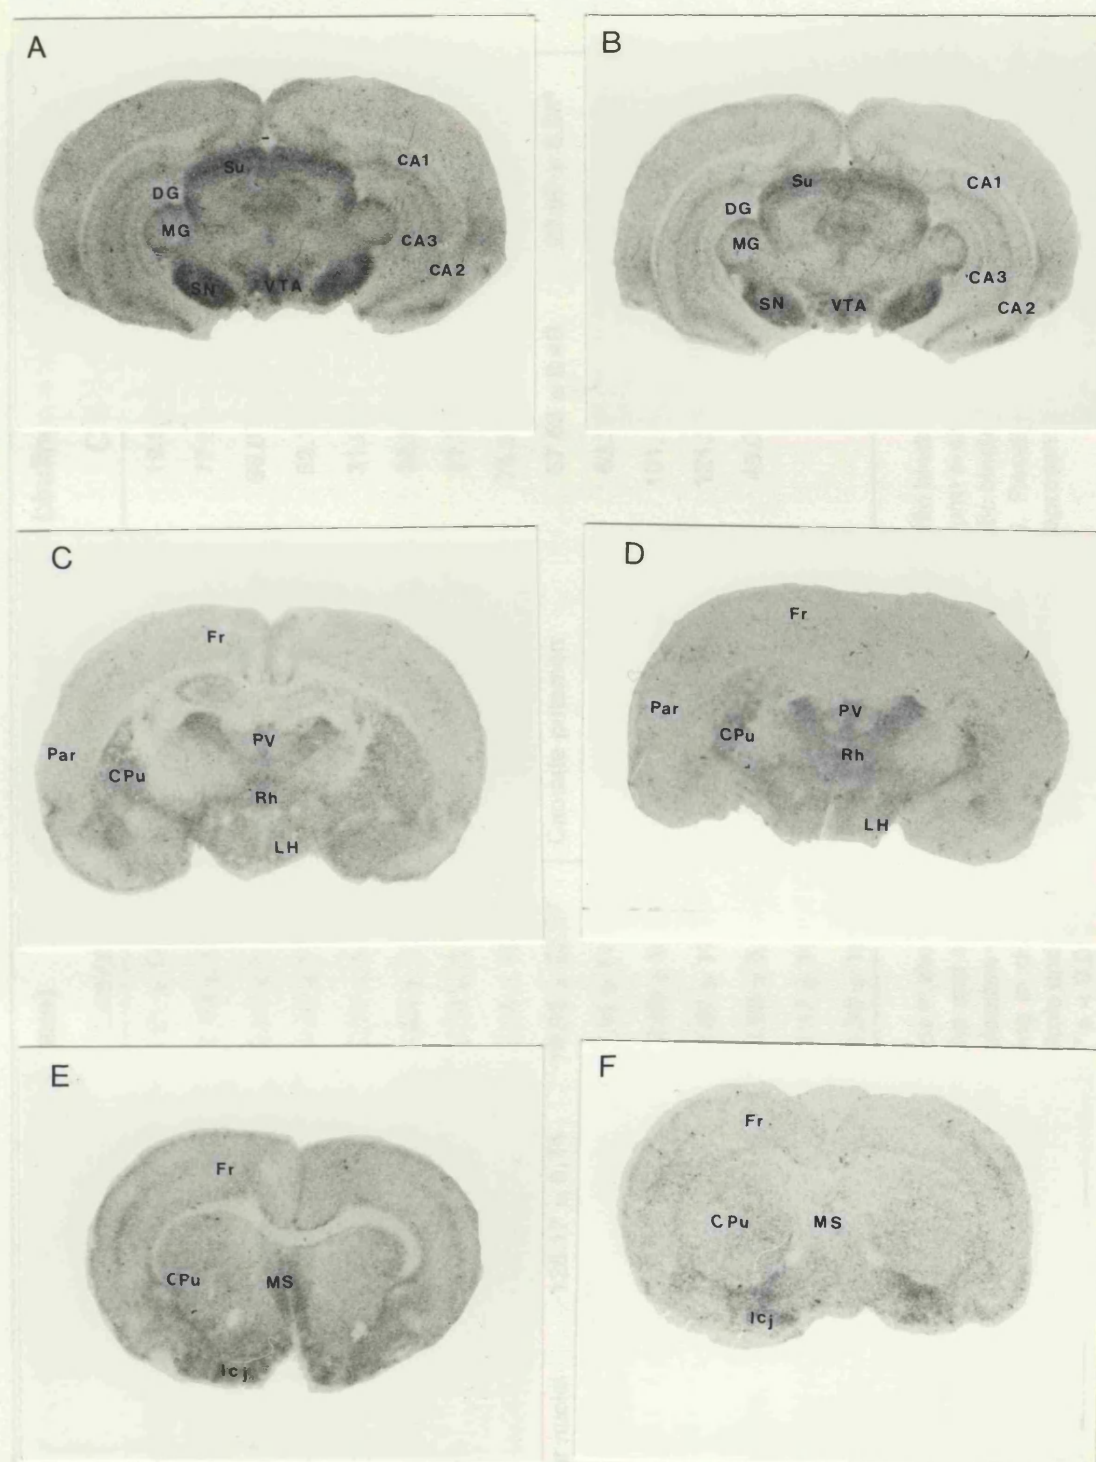 A
Su
CA1
DG
MG
CA3
CA2
SN
VTA
B
Su
CA1
DG
MG
CA3
SN
VTA
CA2
C
Fr
Par
PV
CPu
Rh
LH
D
Fr
Par
PV
CPu
Rh
LH
E
Fr
CPu
MS
Icj
F
Fr
CPu
MS
Icj